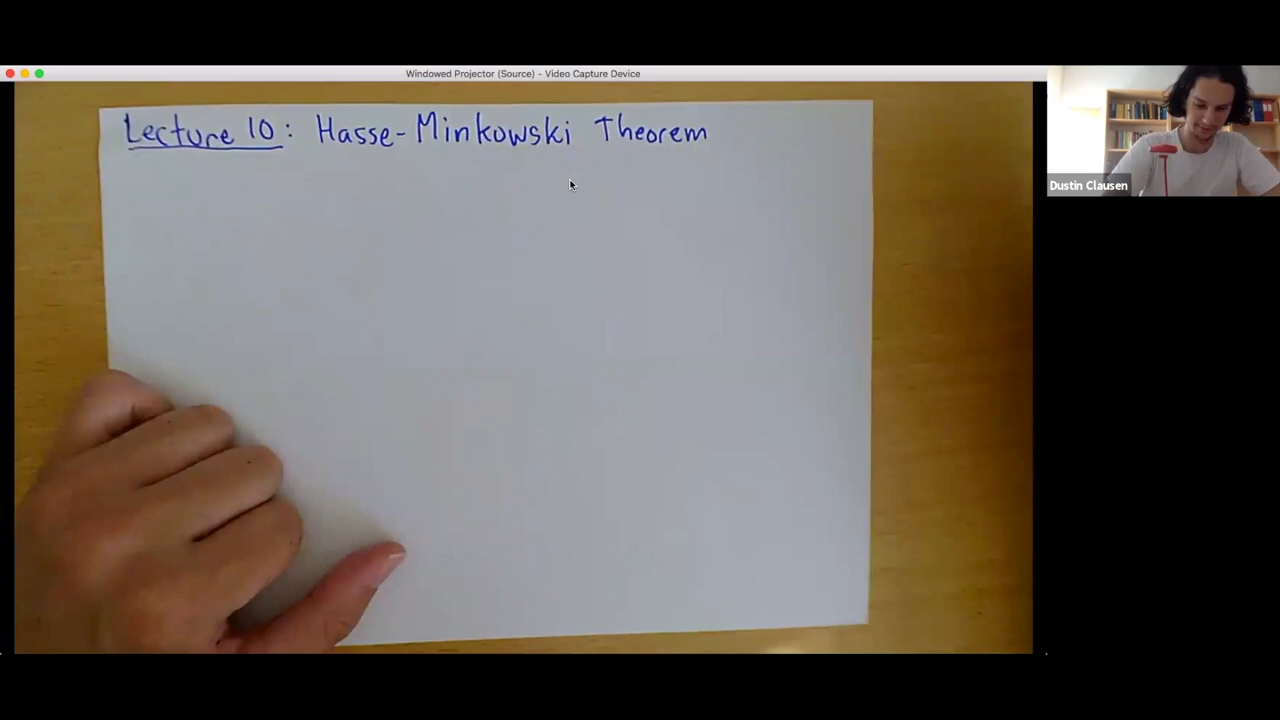 Windowed Projector (Source) - Video Capture Device
Lecture 10: Hasse-Minkowski Theorem
Dustin Clausen